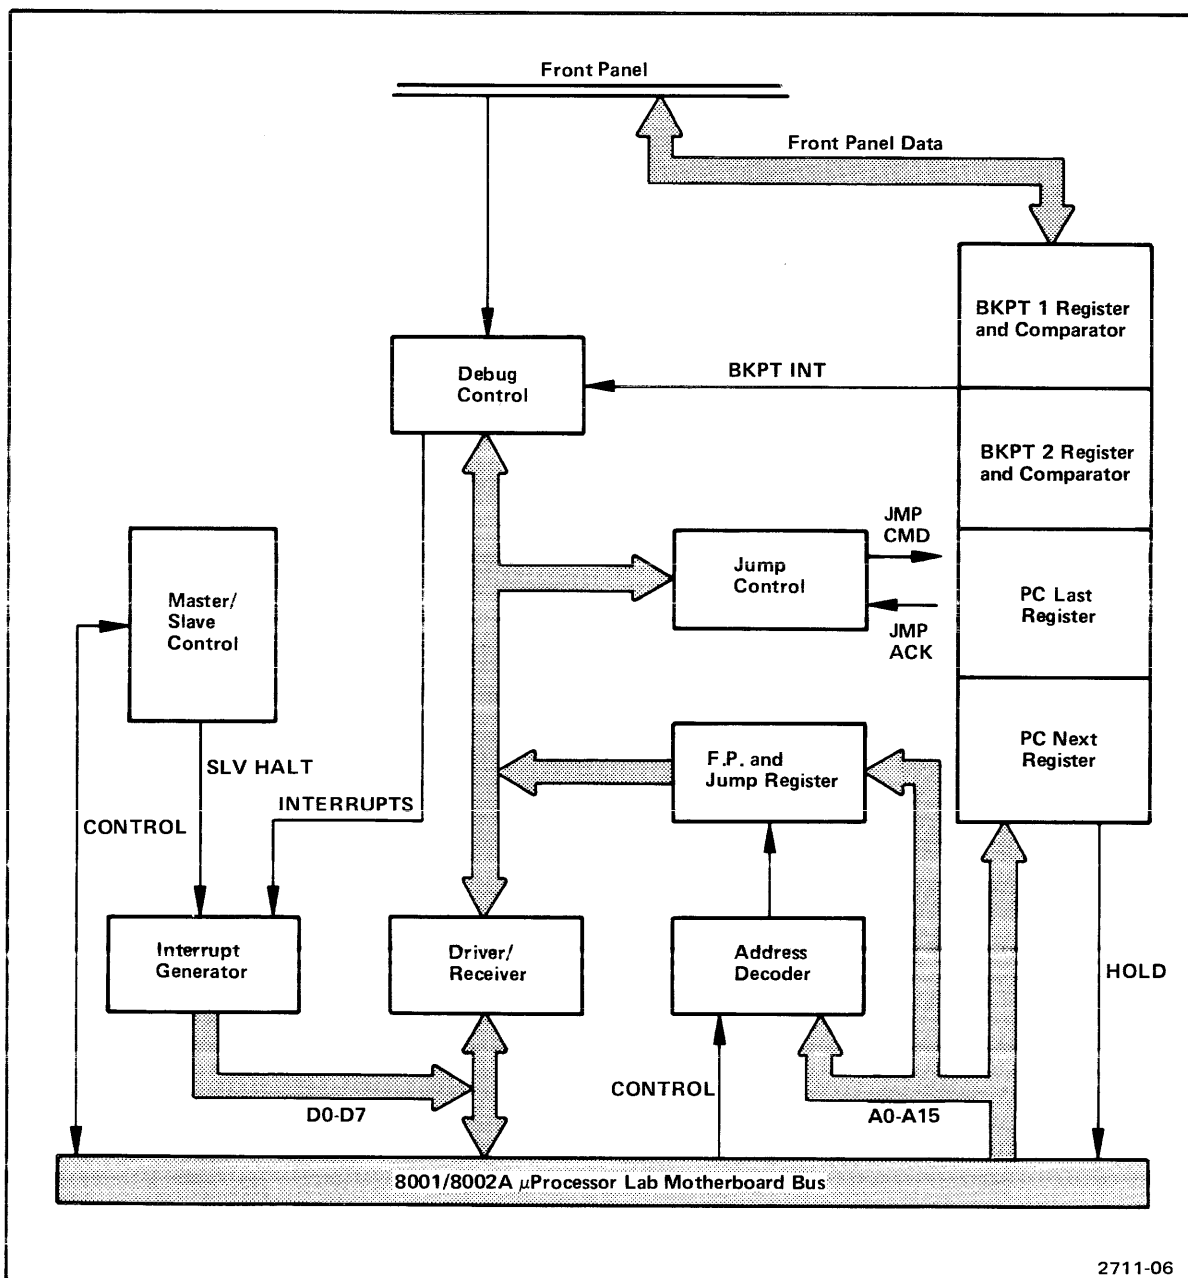 Front Panel
Front Panel Data
BKPT 1 Register
and Comparator
Debug
Control
BKPT INT
BKPT 2 Register
and Comparator
JMP
CMD
Jump
Control
Master/
Slave
Control
PC Last
Register
JMP
ACK
F.P. and
Jump Register
PC Next
Register
SLV HALT
INTERRUPTS
CONTROL
Interrupt
Generator
Driver/
Receiver
Address
Decoder
HOLD
CONTROL
D0-D7
A0-A15
8001/8002A μProcessor Lab Motherboard Bus
2711-06